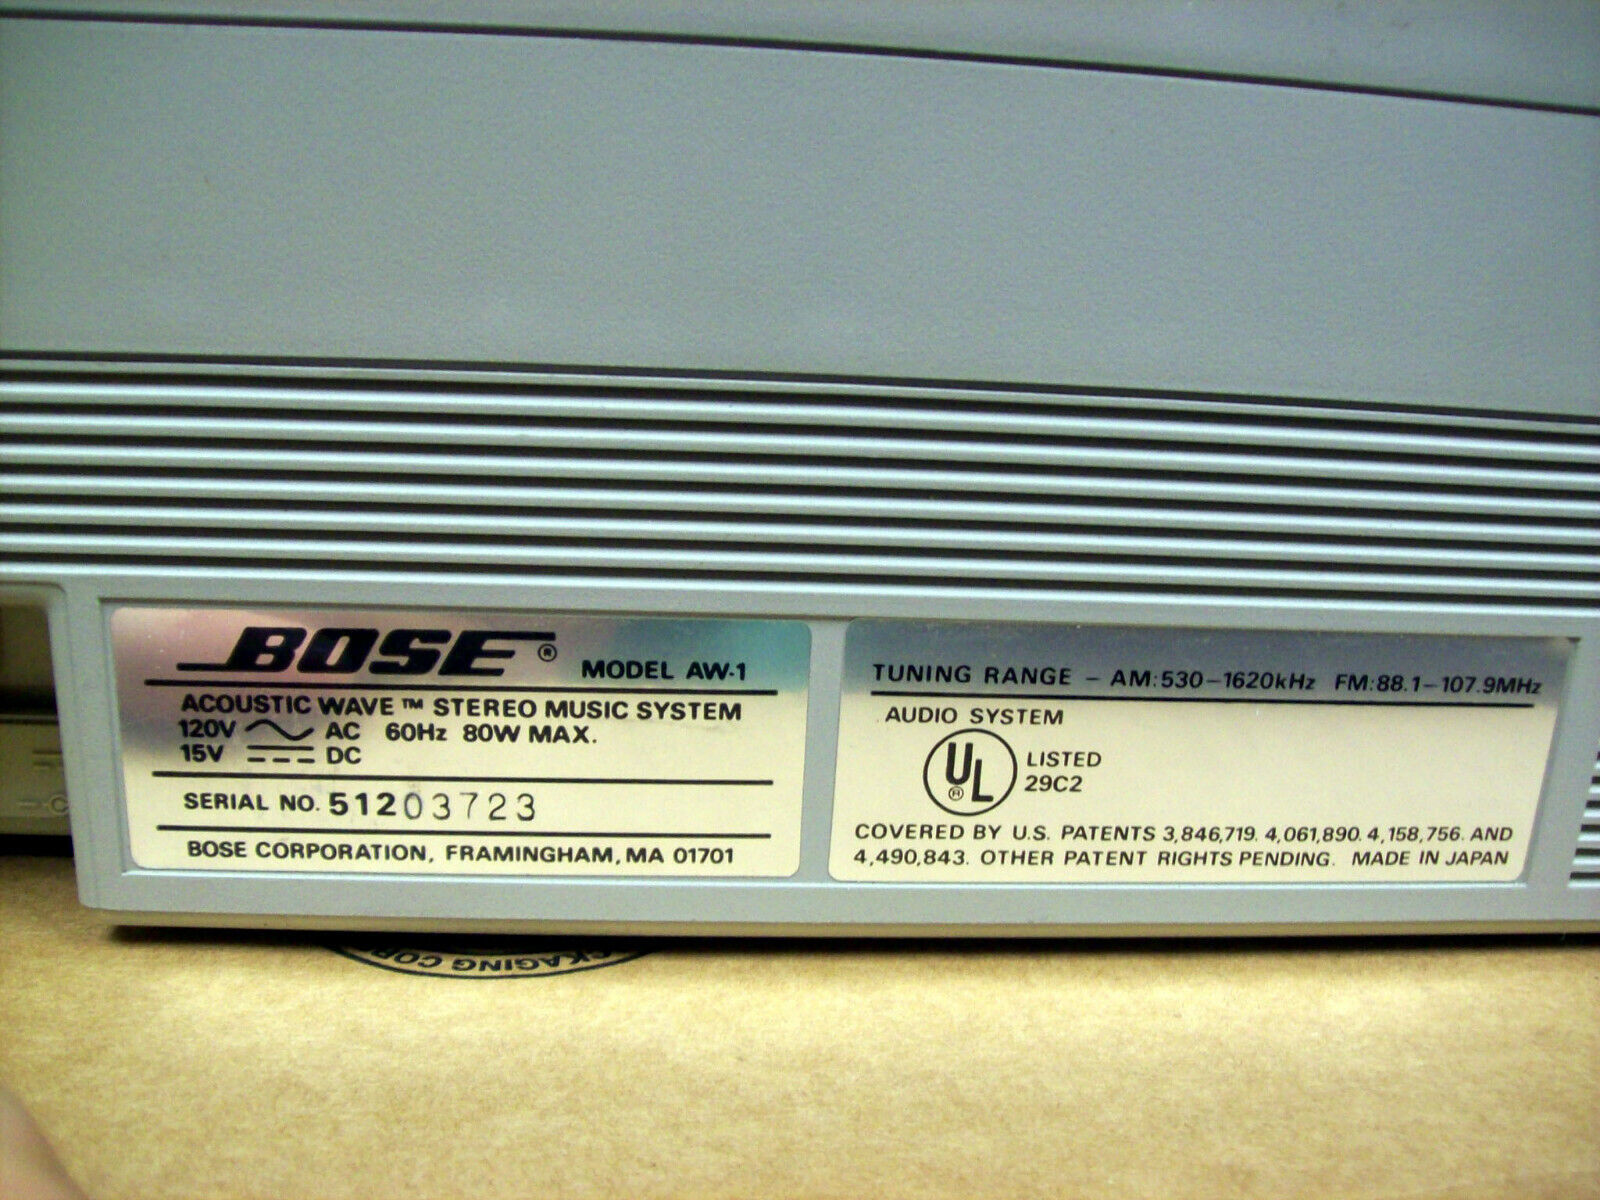 BOSE® MODEL AW-1
ACOUSTIC WAVE™ STEREO MUSIC SYSTEM
120V AC 60Hz 80W MAX.
15V DC
SERIAL NO. 51203723
BOSE CORPORATION, FRAMINGHAM, MA 01701
TUNING RANGE - AM:530-1620kHz FM:88.1-107.9MHz
AUDIO SYSTEM
UL® LISTED
29C2
COVERED BY U.S. PATENTS 3,846,719. 4,061,890. 4,158,756. AND
4,490,843. OTHER PATENT RIGHTS PENDING. MADE IN JAPAN